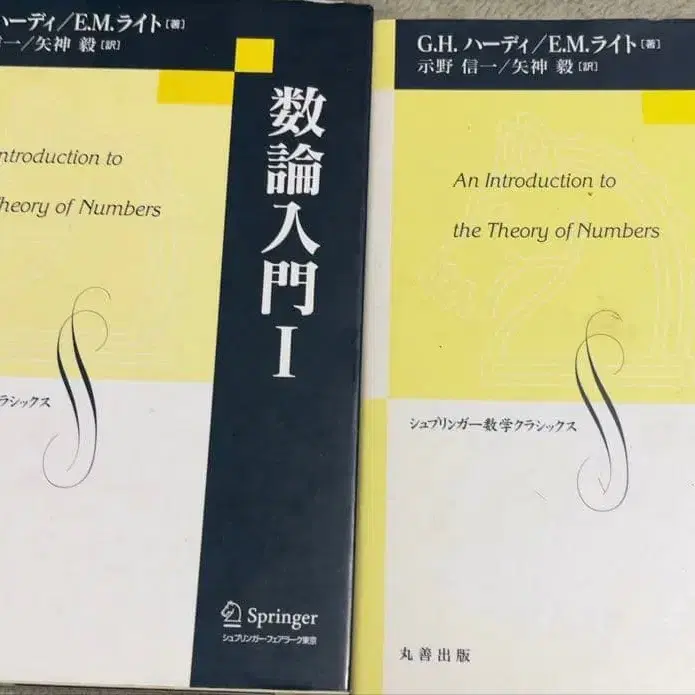 ハーディ/E.M.ライト[著]
一/矢神 毅[訳]
ntroduction to
heory of Numbers
数論入門I
ラシックス
Springer
シュプリンガー・フェアラーク東京
G.H. ハーディ/E.M.ライト[著]
示野 信一/矢神 毅[訳]
An Introduction to
the Theory of Numbers
シュプリンガー数学クラシックス
丸善出版